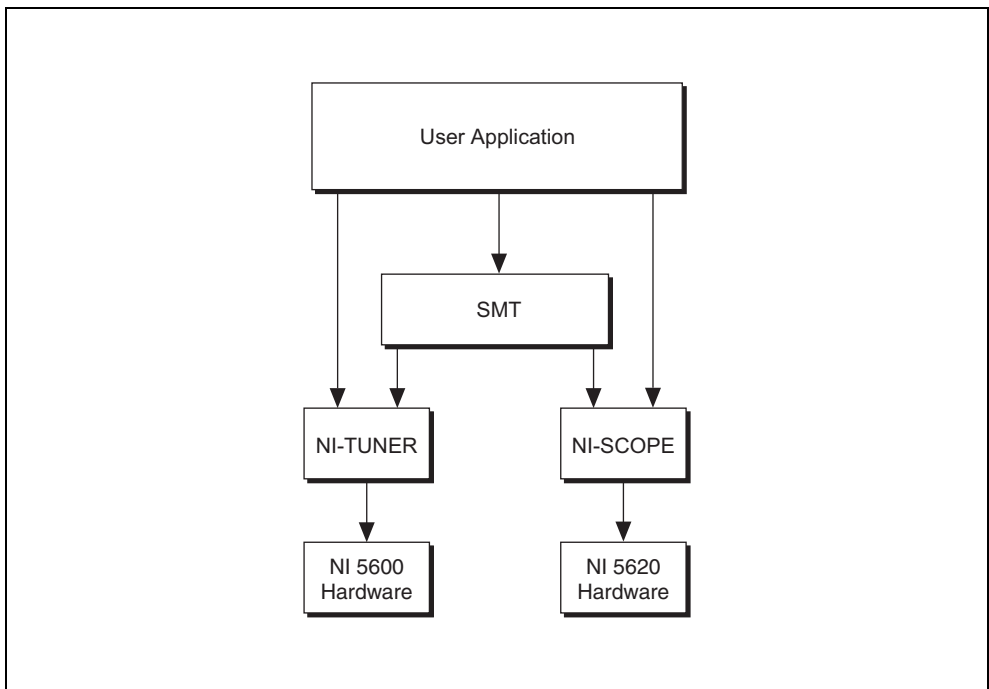 User Application
SMT
NI-TUNER
NI-SCOPE
NI 5600
Hardware
NI 5620
Hardware